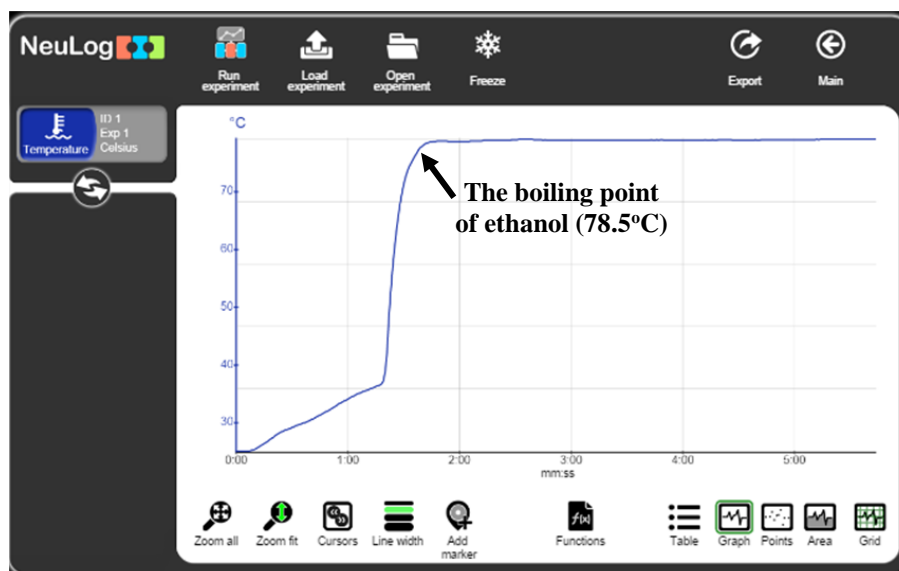 NeuLog
Run
experiment
Load
experiment
Open
experiment
Freeze
Export
Main
Temperature
ID 1
Exp 1
Celsius
°C
70
60
50
40
30
The boiling point
of ethanol (78.5°C)
0:00 1:00 2:00 3:00 4:00 5:00
mm:ss
Zoom all
Zoom fit
Cursors
Line width
Add
marker
f(x)
Functions
Table
Graph
Points
Area
Grid